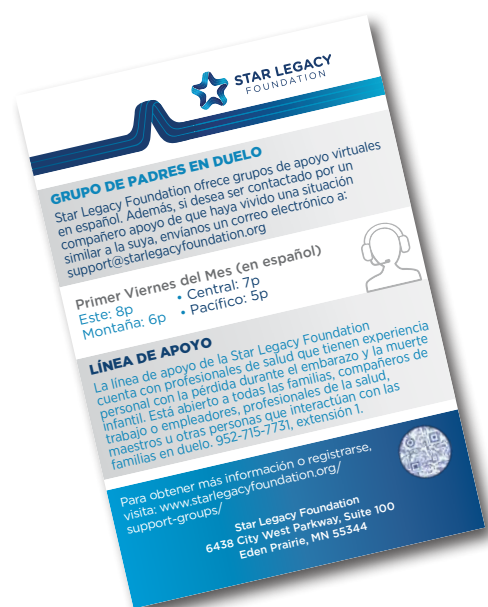 STAR LEGACY
FOUNDATION
GRUPO DE PADRES EN DUELO
Star Legacy Foundation ofrece grupos de apoyo virtuales
en español. Además, si desea ser contactado por un
compañero apoyo de que haya vivido una situación
similar a la suya, envíanos un correo electrónico a:
support@starlegacyfoundation.org
Primer Viernes del Mes (en español)
Este: 8p • Central: 7p
Montaña: 6p • Pacífico: 5p
LÍNEA DE APOYO
La línea de apoyo de la Star Legacy Foundation
cuenta con profesionales de salud que tienen experiencia
personal con la pérdida durante el embarazo y la muerte
infantil. Está abierto a todas las familias, compañeros de
trabajo o empleadores, profesionales de la salud,
maestros u otras personas que interactúan con las
familias en duelo. 952-715-7731, extensión 1.
Para obtener más información o registrarse,
visita: www.starlegacyfoundation.org/
support-groups/
Star Legacy Foundation
6438 City West Parkway, Suite 100
Eden Prairie, MN 55344